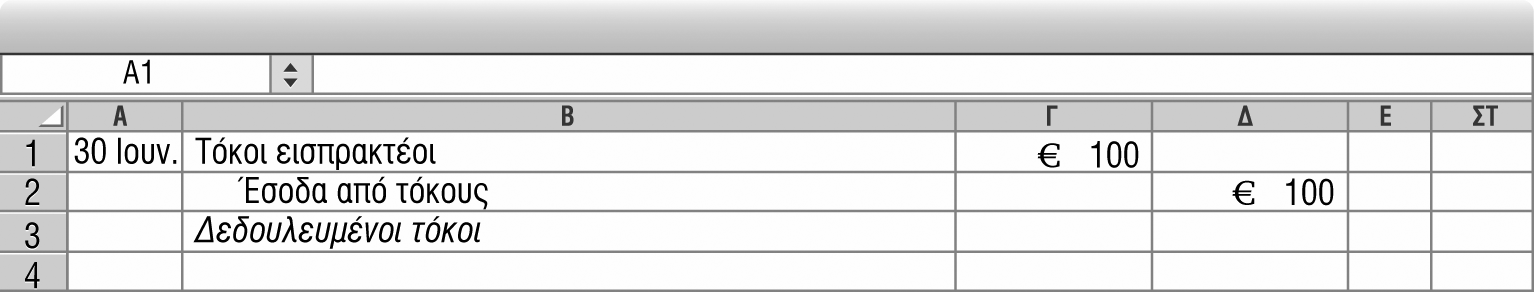 A1
Α Β Γ Δ Ε ΣΤ
1 30 Ιουν. Τόκοι εισπρακτέοι € 100
2 Έσοδα από τόκους € 100
3 Δεδουλευμένοι τόκοι
4